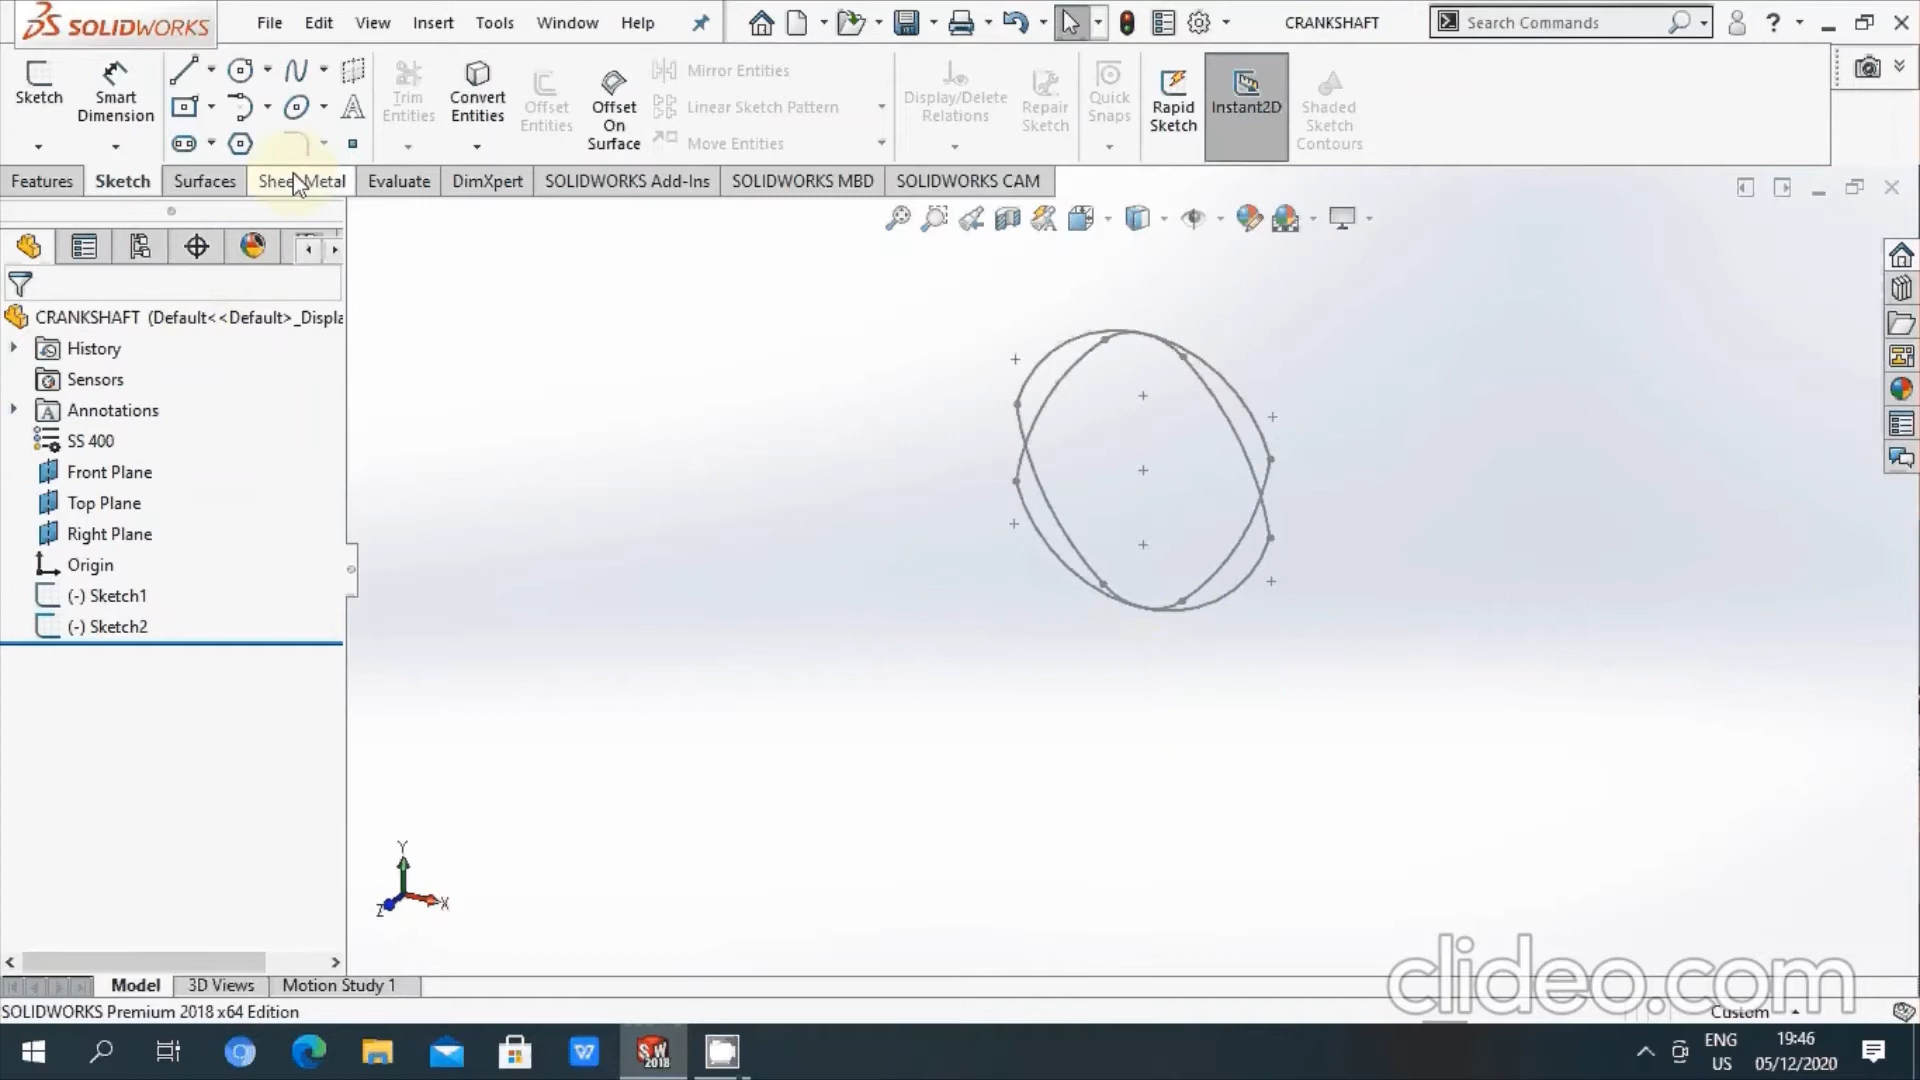 SOLIDWORKS File Edit View Insert Tools Window Help CRANKSHAFT Search Commands ?
Sketch Smart Dimension Trim Entities Convert Entities Offset Entities Offset On Surface Mirror Entities Linear Sketch Pattern Move Entities Display/Delete Relations Repair Sketch Quick Snaps Rapid Sketch Instant2D Shaded Sketch Contours
Features Sketch Surfaces Sheet Metal Evaluate DimXpert SOLIDWORKS Add-Ins SOLIDWORKS MBD SOLIDWORKS CAM
CRANKSHAFT (Default<<Default>_Displa
History
Sensors
Annotations
SS 400
Front Plane
Top Plane
Right Plane
Origin
(-) Sketch1
(-) Sketch2
Y
Z X
Model 3D Views Motion Study 1
clideo.com
SOLIDWORKS Premium 2018 x64 Edition Custom
ENG 19:46
US 05/12/2020
SW 2018